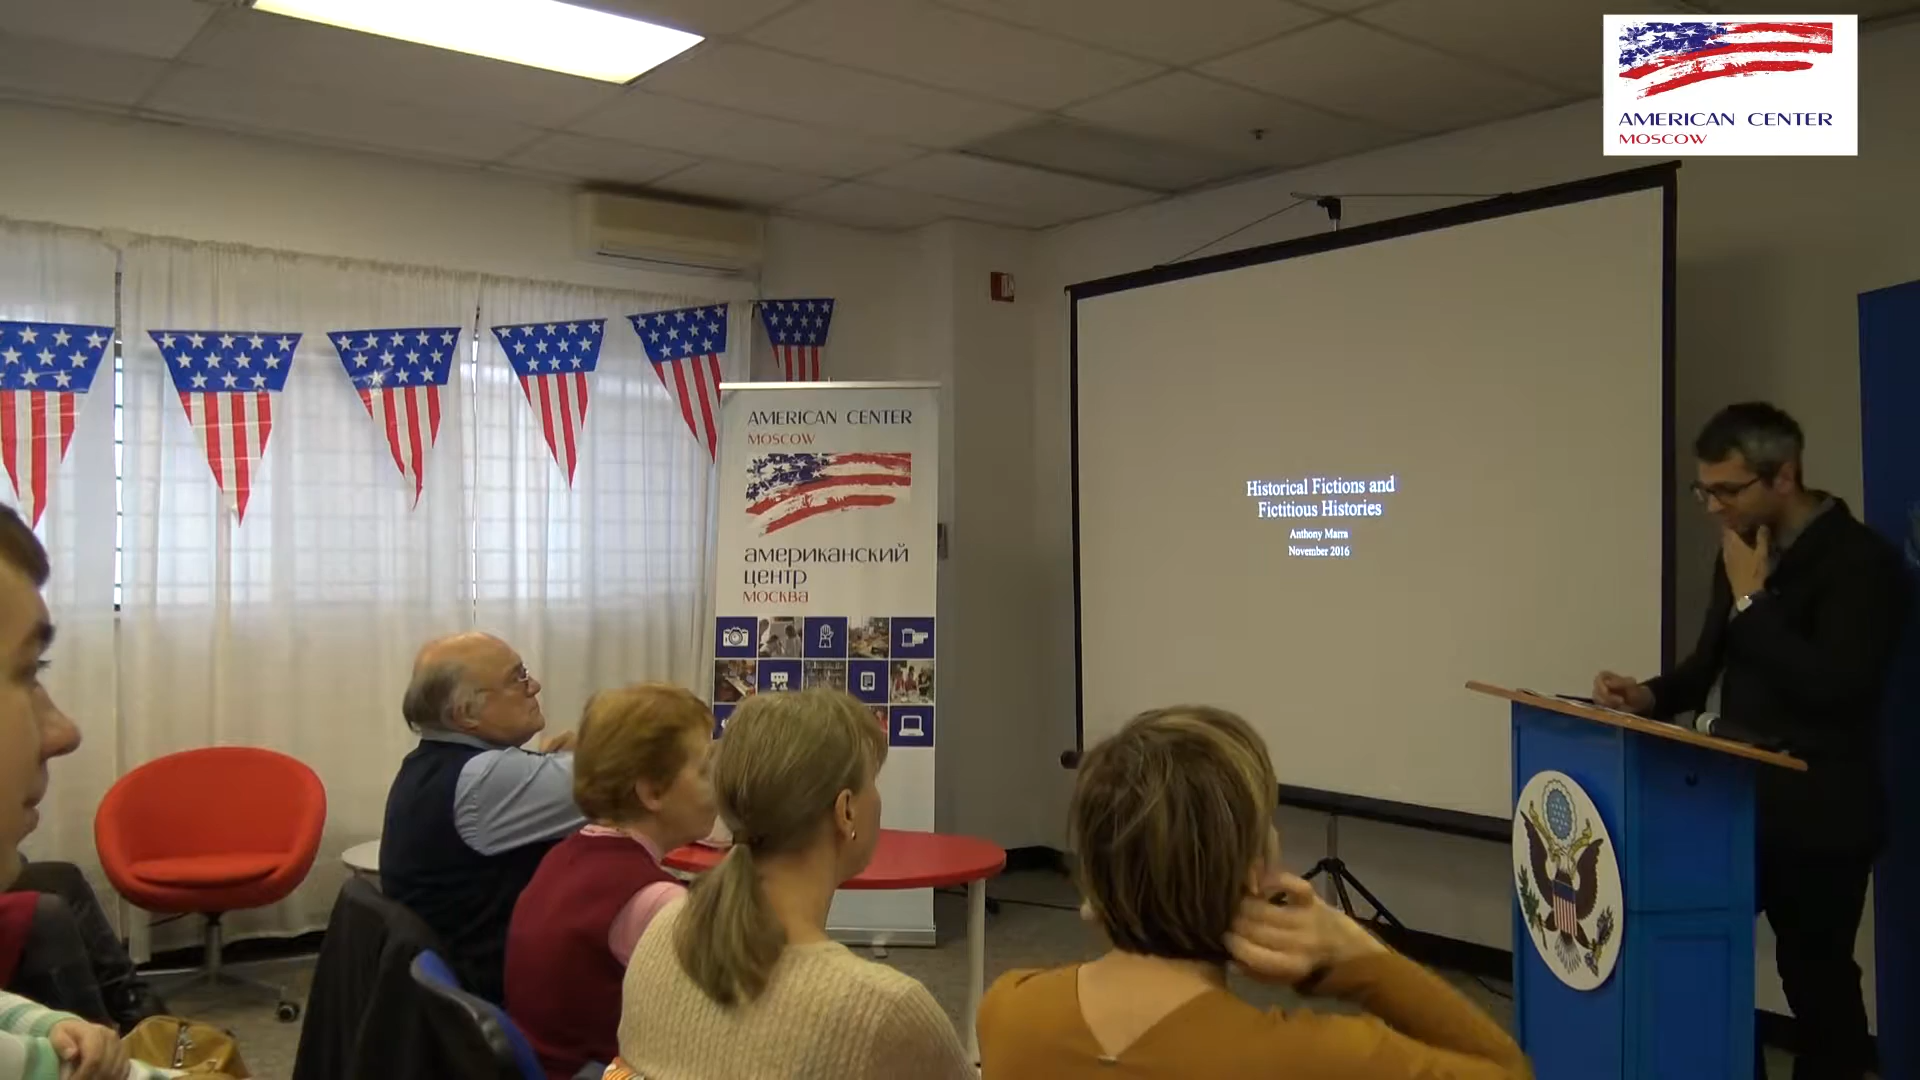 AMERICAN CENTER
MOSCOW
AMERICAN CENTER
MOSCOW
американский
центр
москва
Historical Fictions and
Fictitious Histories
Anthony Marra
November 2016